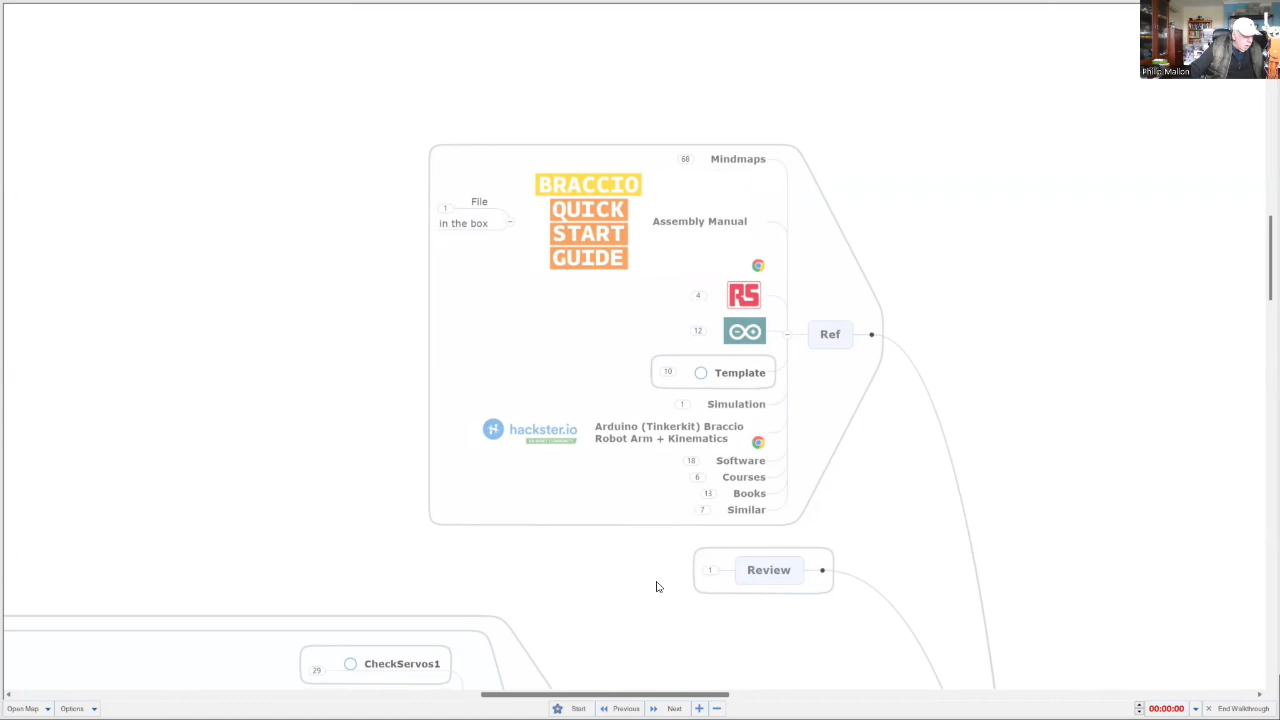 Philip Mallon
68 Mindmaps
1 File
in the box
BRACCIO
QUICK
START
GUIDE
Assembly Manual
4 RS
12
10 Template
Ref
1 Simulation
hackster.io
Arduino (Tinkerkit) Braccio
Robot Arm + Kinematics
18 Software
6 Courses
13 Books
7 Similar
1 Review
29 CheckServos1
Open Map Options Start Previous Next 00:00:00 End Walkthrough